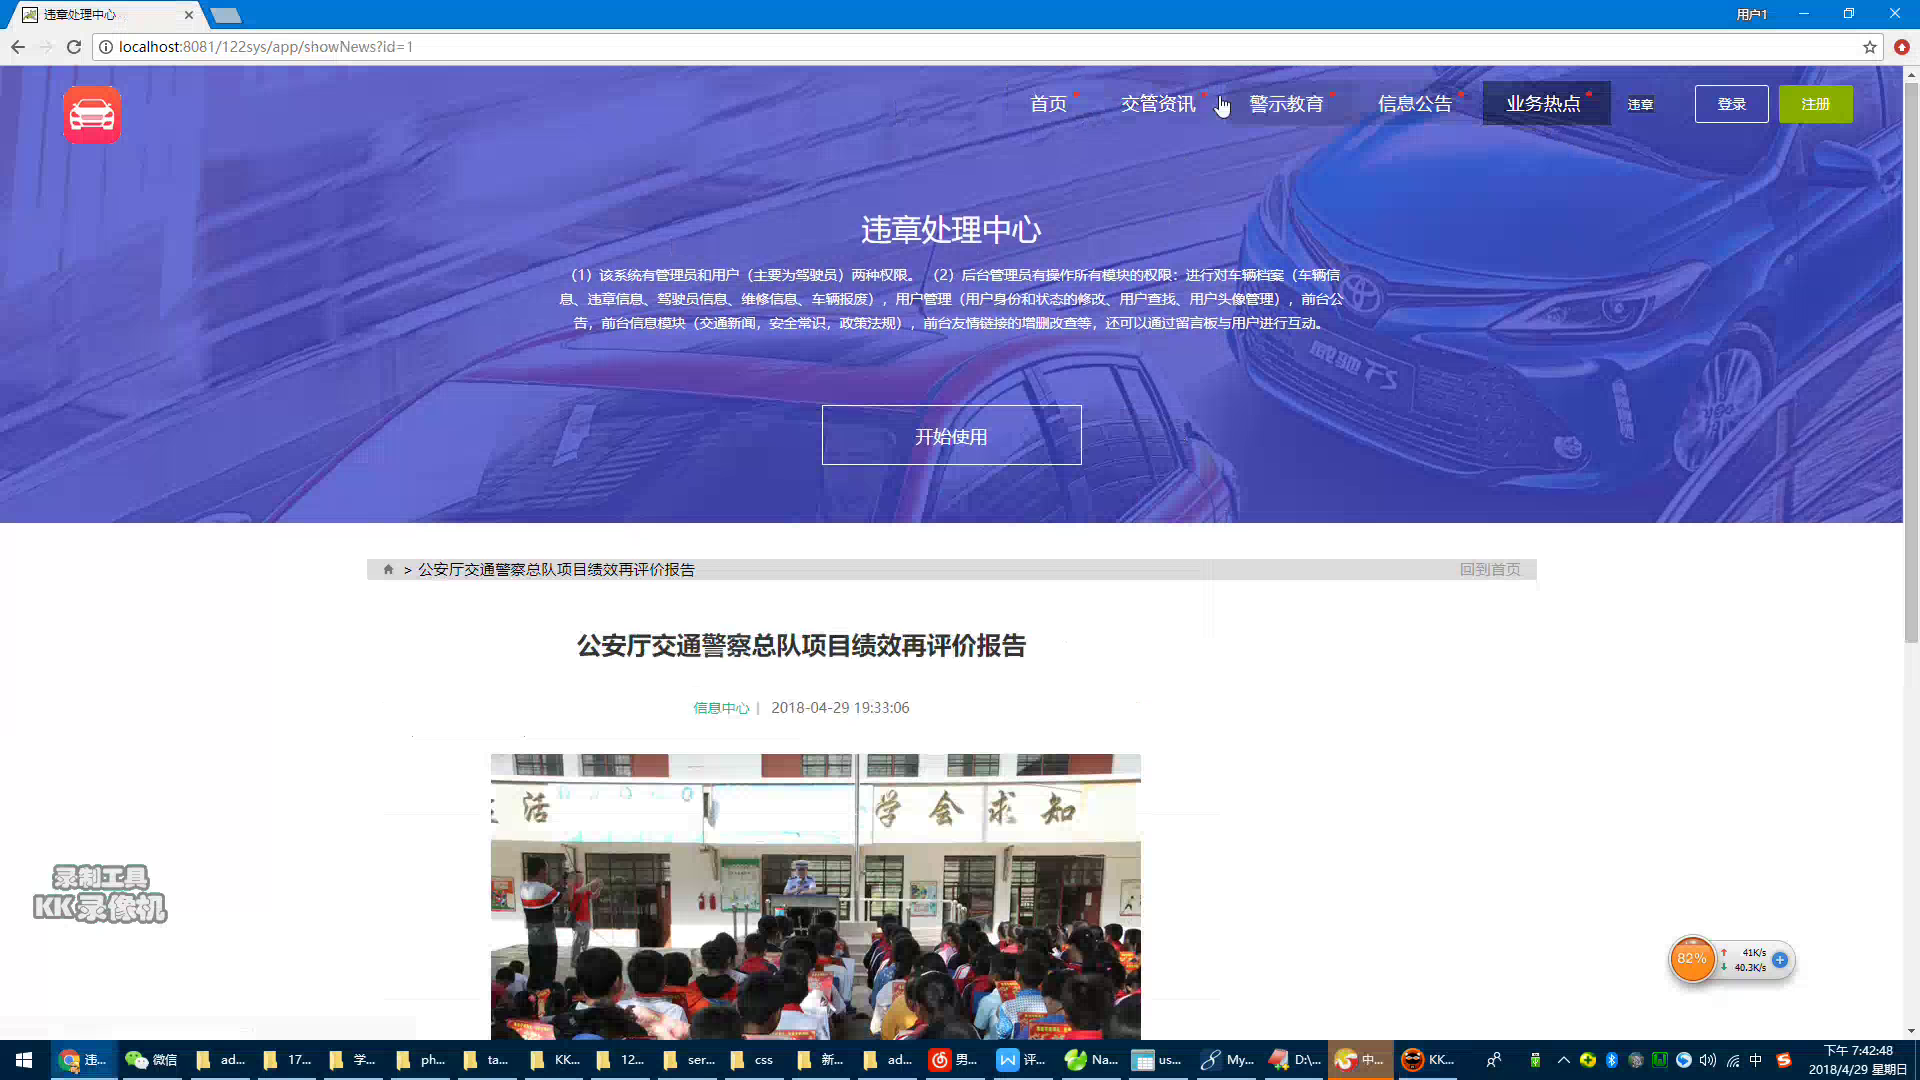 违章处理中心
用户1
localhost:8081/122sys/app/showNews?id=1
首页
交管资讯
警示教育
信息公告
业务热点
违章
登录
注册
违章处理中心
（1）该系统有管理员和用户（主要为驾驶员）两种权限。 （2）后台管理员有操作所有模块的权限：进行对车辆档案（车辆信
息、违章信息、驾驶员信息、维修信息、车辆报废），用户管理（用户身份和状态的修改、用户查找、用户头像管理），前台公
告，前台信息模块（交通新闻，安全常识，政策法规），前台友情链接的增删改查等，还可以通过留言板与用户进行互动。
威驰FS
开始使用
> 公安厅交通警察总队项目绩效再评价报告
回到首页
公安厅交通警察总队项目绩效再评价报告
信息中心 | 2018-04-29 19:33:06
活
学会求知
录制工具
KK录像机
82%
41K/s
40.3K/s
违...
微信
ad...
17...
学...
ph...
ta...
KK...
12...
ser...
css
新...
ad...
男...
评...
Na...
us...
My...
D:\...
中...
KK...
中
下午 7:42:48
2018/4/29 星期日